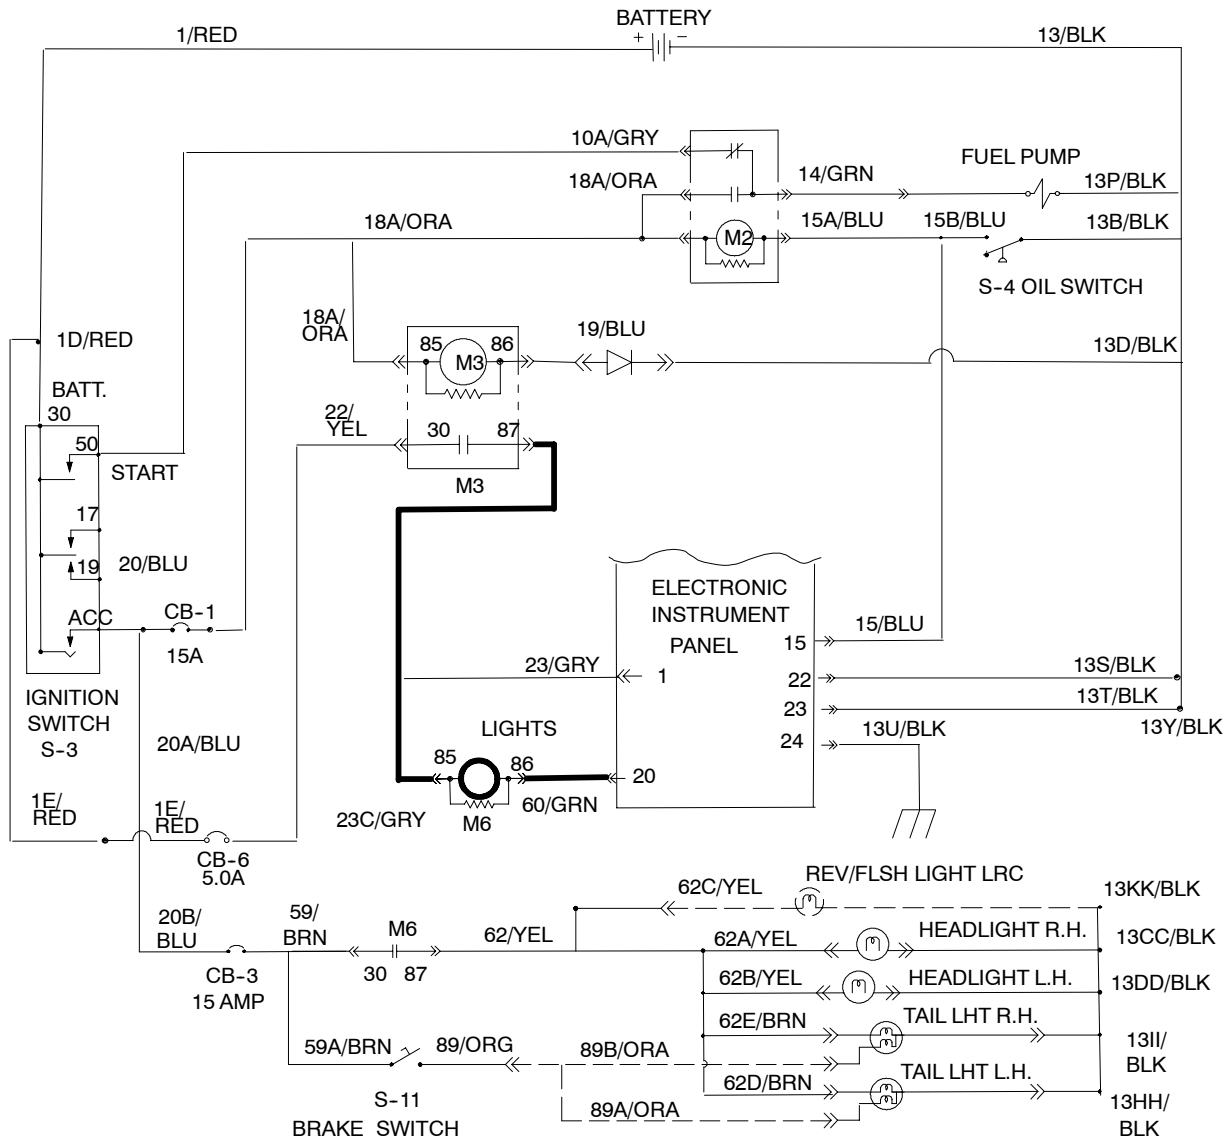 BATTERY
1/RED
+ -
13/BLK
10A/GRY
FUEL PUMP
18A/ORA
14/GRN
13P/BLK
18A/ORA
M2
15A/BLU
15B/BLU
13B/BLK
S-4 OIL SWITCH
18A/
ORA
1D/RED
85
M3
86
19/BLU
13D/BLK
BATT.
30
22/
YEL
30
87
50
START
M3
17
19
20/BLU
ELECTRONIC
INSTRUMENT
PANEL
ACC
CB-1
15A
15
15/BLU
23/GRY
1
22
13S/BLK
IGNITION
SWITCH
S-3
23
13T/BLK
13Y/BLK
LIGHTS
24
13U/BLK
20A/BLU
85
86
20
60/GRN
1E/
RED
1E/
RED
23C/GRY
M6
CB-6
5.0A
REV/FLSH LIGHT LRC
62C/YEL
13KK/BLK
20B/
BLU
59/
BRN
M6
62/YEL
62A/YEL
HEADLIGHT R.H.
13CC/BLK
30
87
CB-3
15 AMP
62B/YEL
HEADLIGHT L.H.
13DD/BLK
62E/BRN
TAIL LHT R.H.
59A/BRN
89/ORG
89B/ORA
13II/
BLK
62D/BRN
TAIL LHT L.H.
S-11
BRAKE SWITCH
89A/ORA
13HH/
BLK